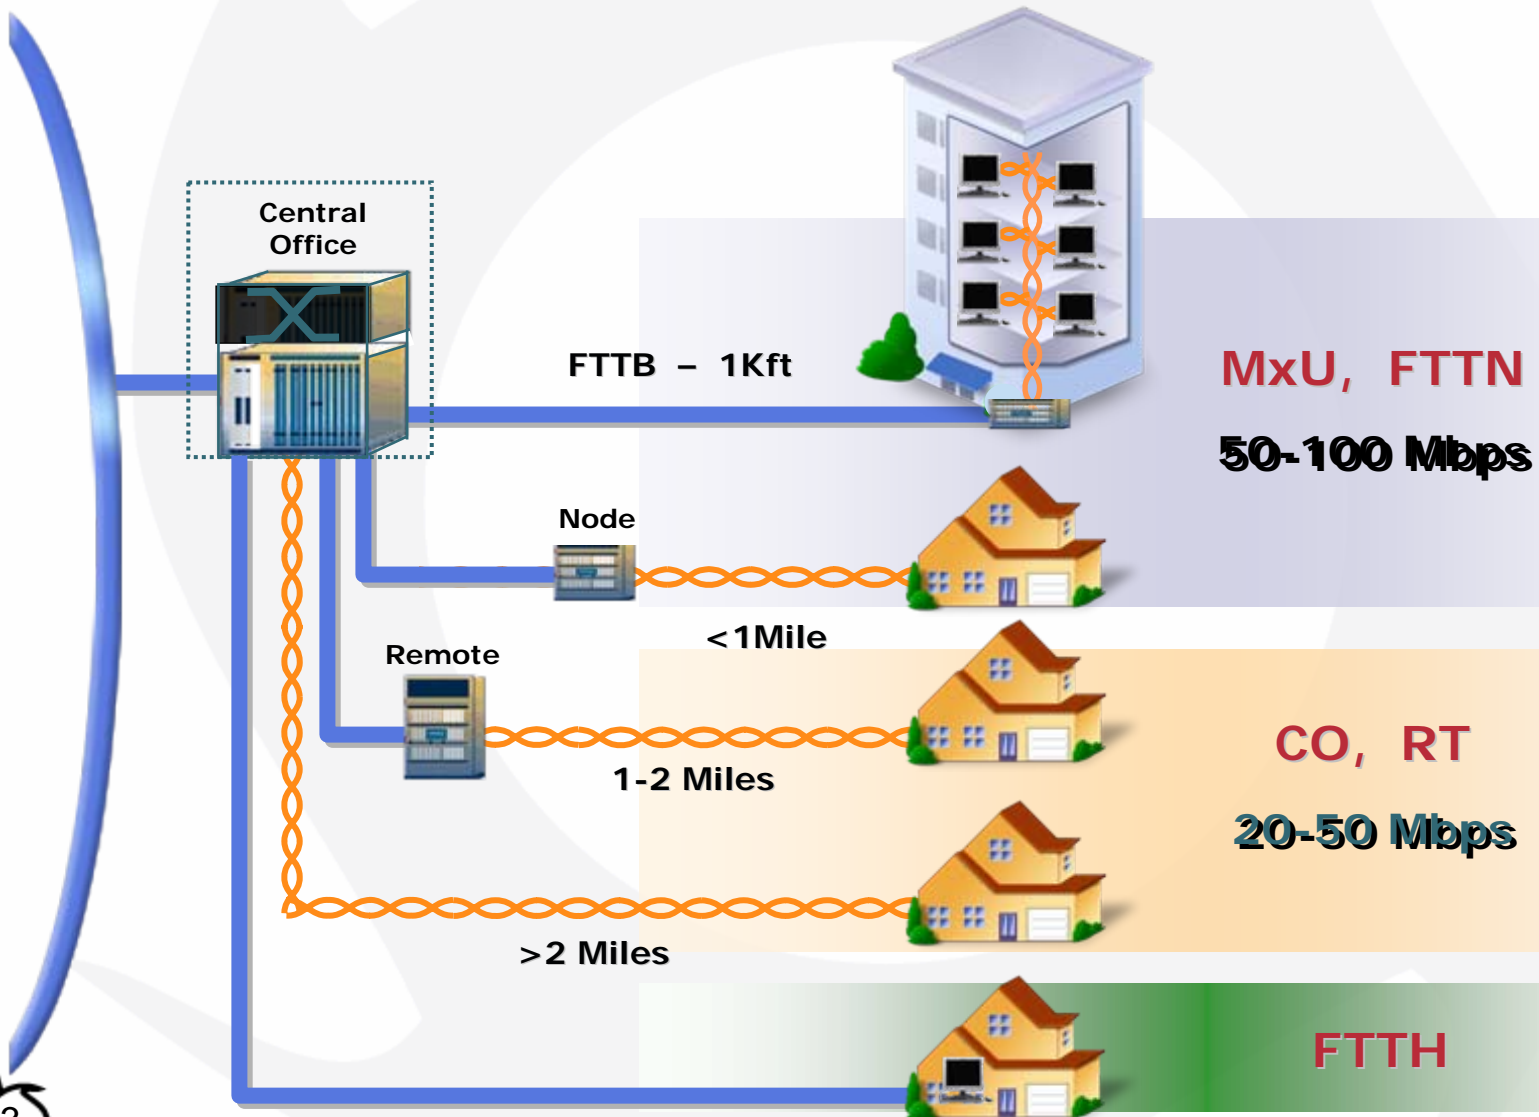 Central
Office
FTTB – 1Kft
MxU, FTTN
50-100 Mbps
Node
<1Mile
Remote
CO, RT
1-2 Miles
20-50 Mbps
>2 Miles
FTTH